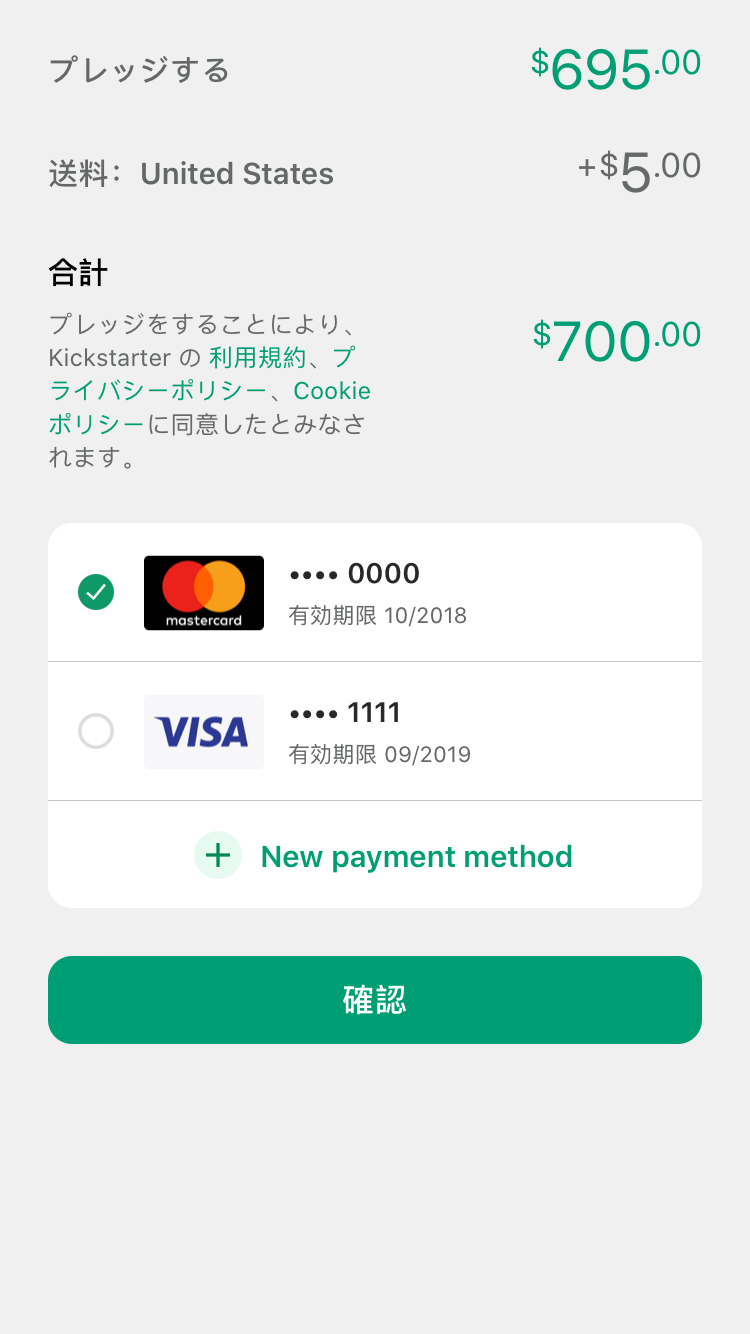 プレッジする $695.00
送料： United States +$5.00
合計
プレッジをすることにより、
Kickstarter の 利用規約、プ
ライバシーポリシー、Cookie
ポリシーに同意したとみなさ
れます。
$700.00
mastercard
•••• 0000
有効期限 10/2018
VISA
•••• 1111
有効期限 09/2019
+ New payment method
確認